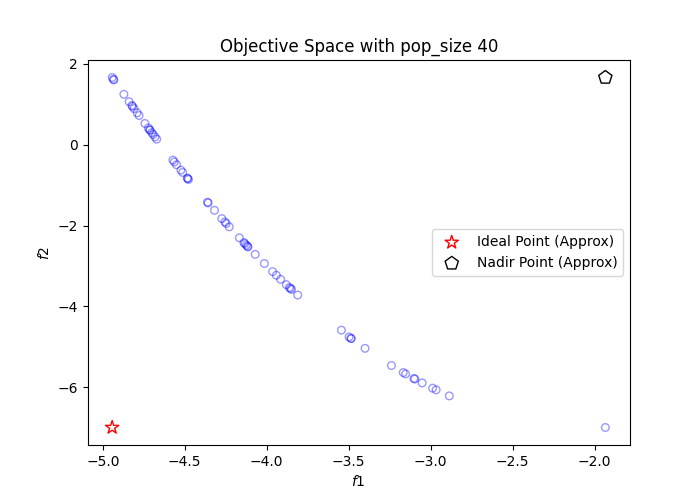 Objective Space with pop_size 40
f2
2
0
−2
−4
−6
Ideal Point (Approx)
Nadir Point (Approx)
−5.0 −4.5 −4.0 −3.5 −3.0 −2.5 −2.0
f1